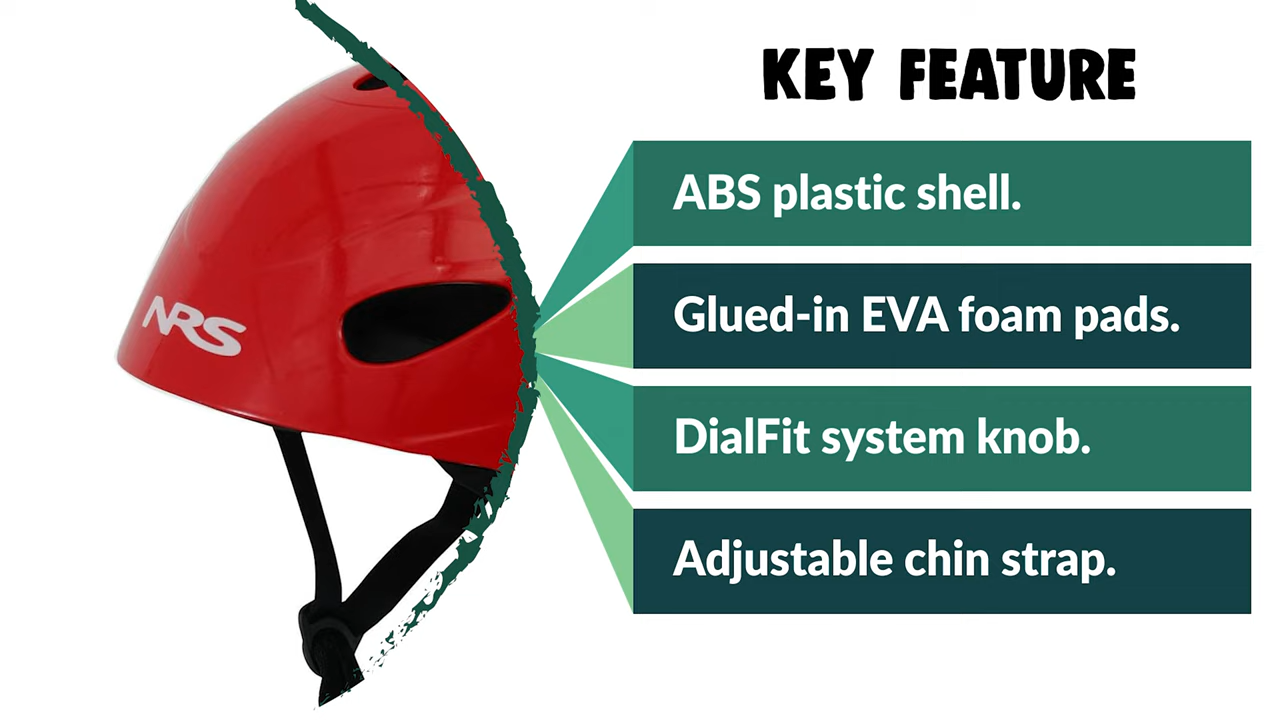 KEY FEATURE
ABS plastic shell.
Glued-in EVA foam pads.
NRS
DialFit system knob.
Adjustable chin strap.